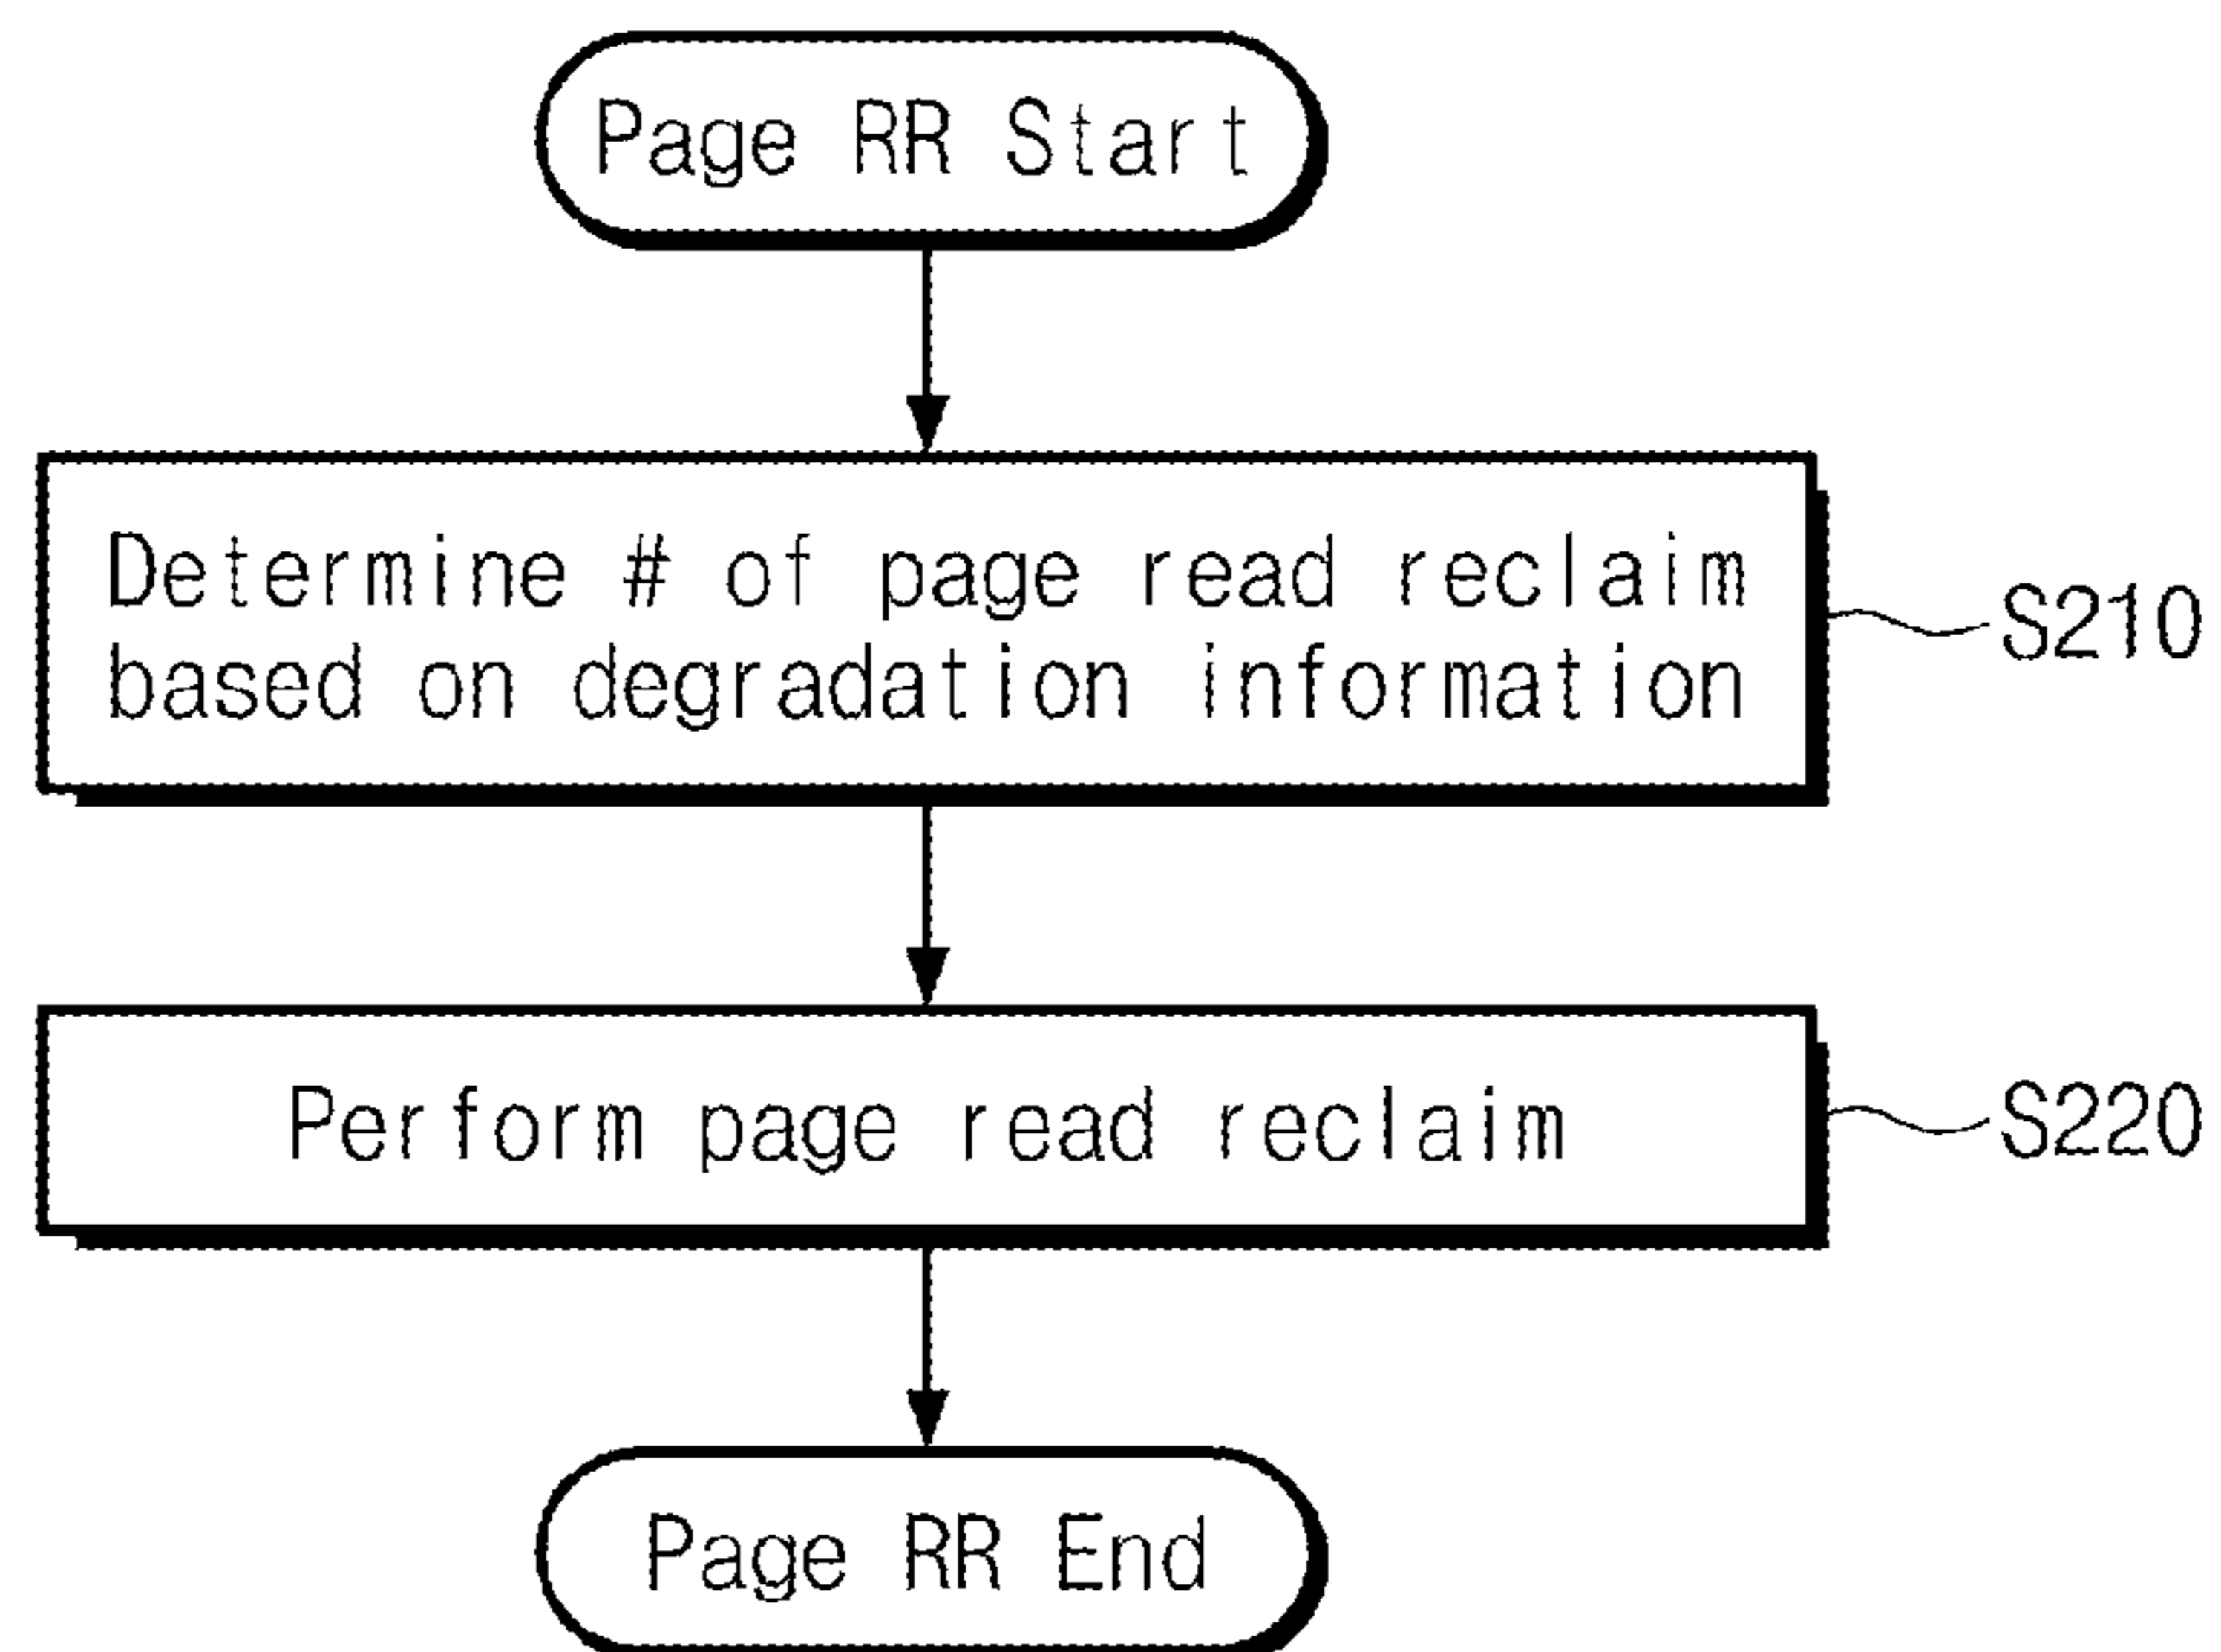 Page RR Start
Determine # of page read reclaim
based on degradation information
S210
Perform page read reclaim
S220
Page RR End